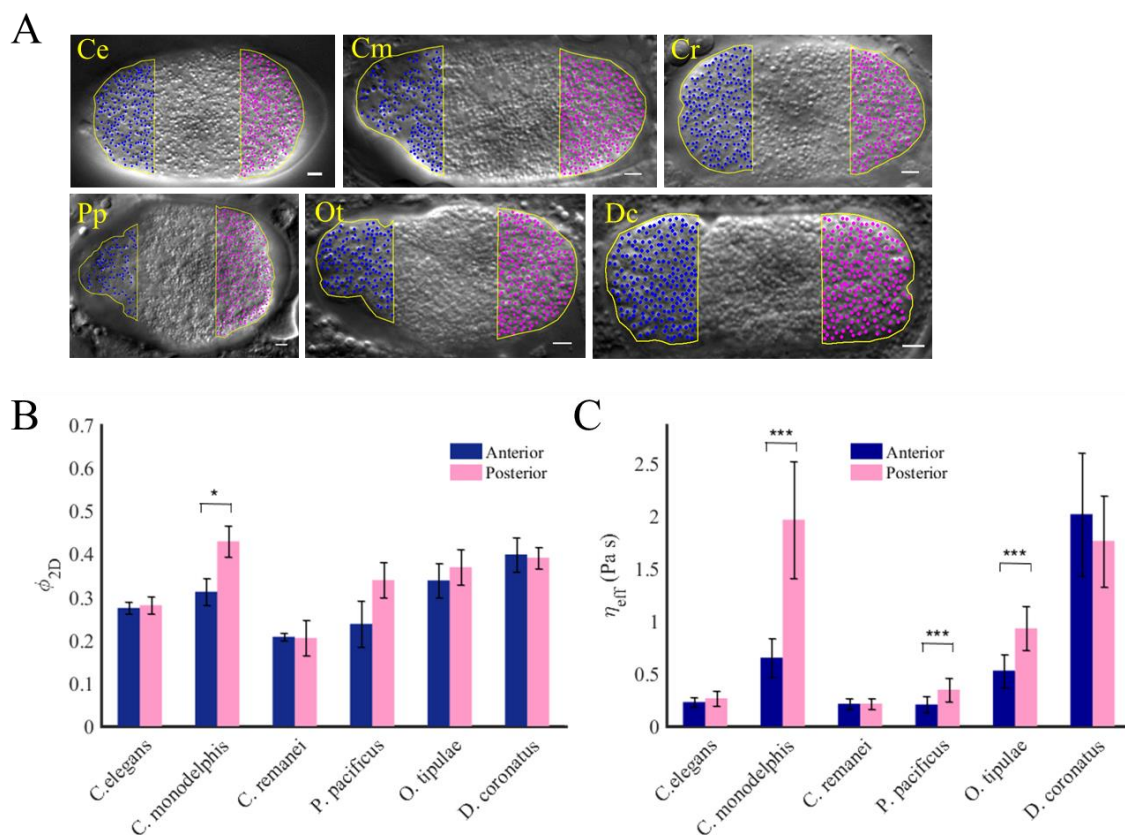 A
Ce
Cm
Cr
Pp
Ot
Dc
B
0.7
0.6
0.5
0.4
0.3
0.2
0.1
0
ϕ2D
Anterior
Posterior
*
C.elegans
C. monodelphis
C. remanei
P. pacificus
O. tipulae
D. coronatus
C
2.5
2
1.5
1
0.5
0
ηeff (Pa s)
Anterior
Posterior
***
***
***
C.elegans
C. monodelphis
C. remanei
P. pacificus
O. tipulae
D. coronatus